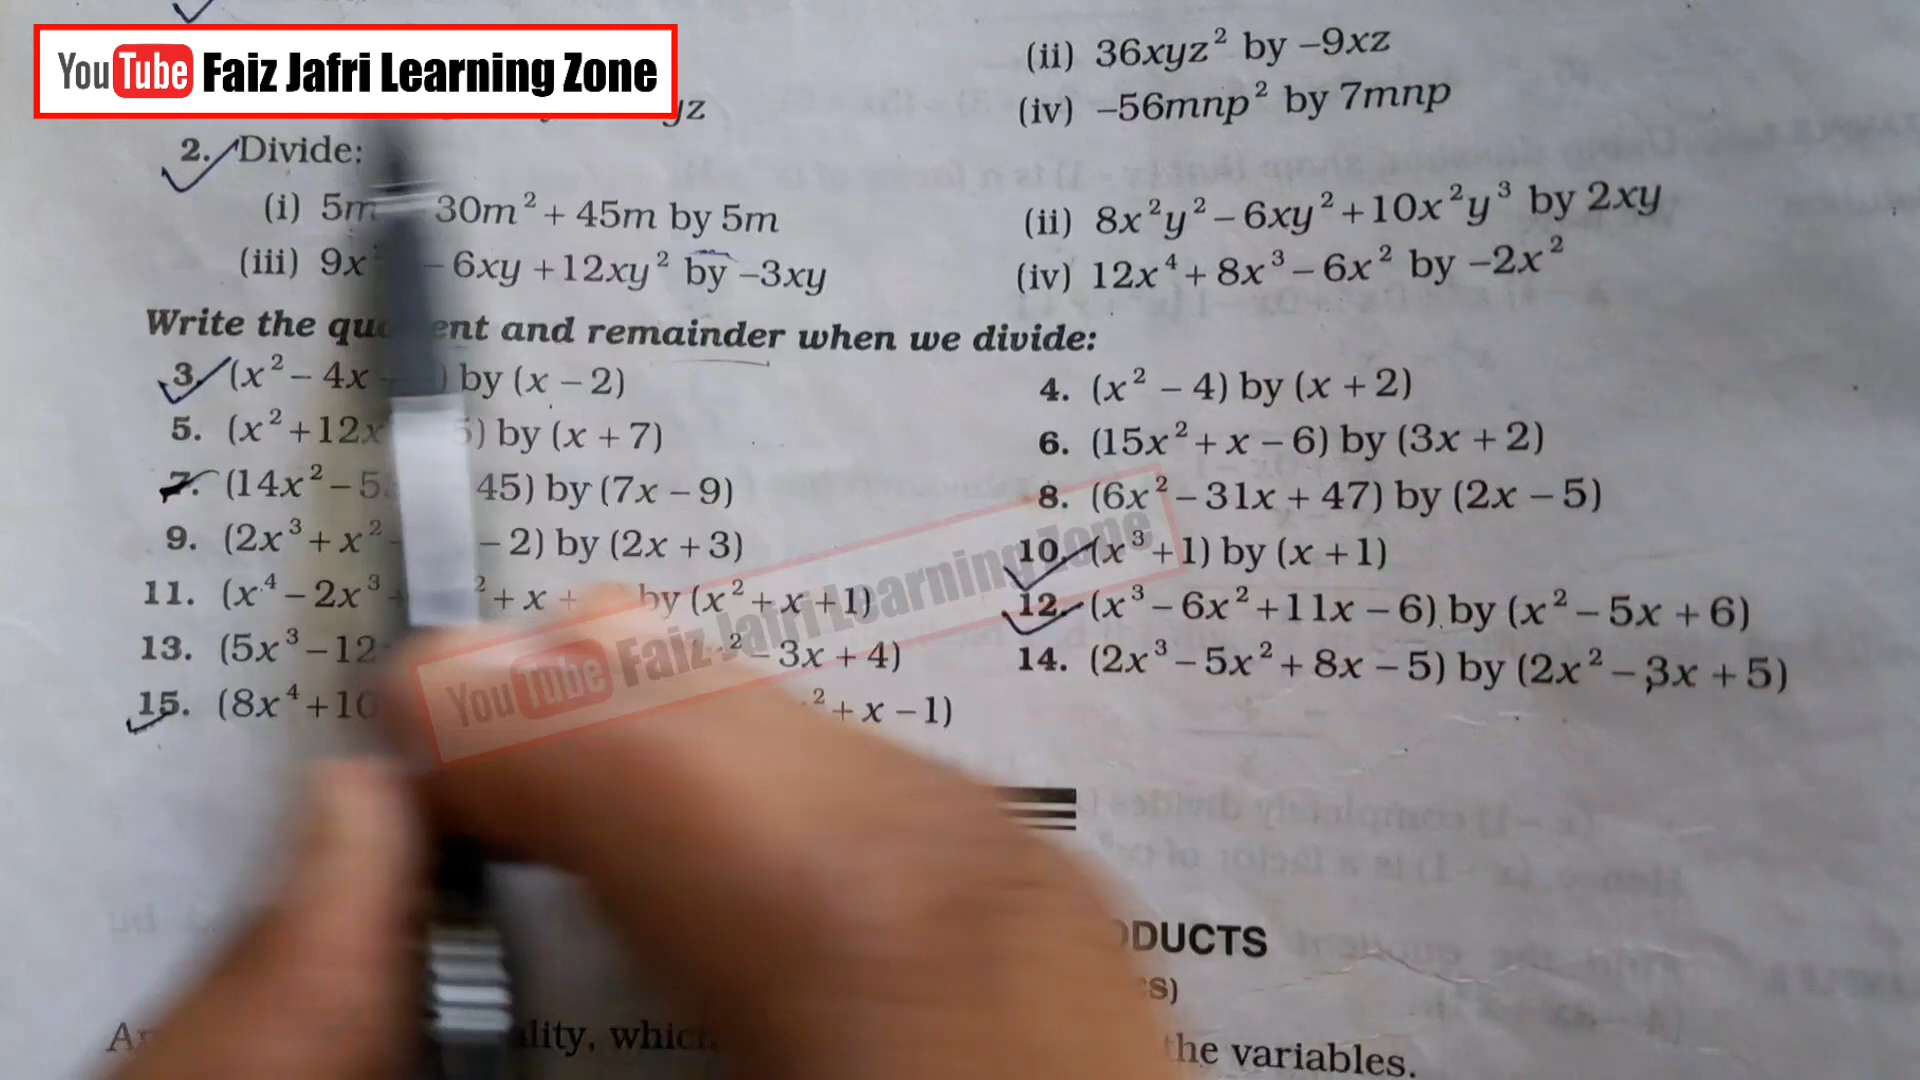 YouTube Faiz Jafri Learning Zone
(ii) 36xyz² by –9xz
yz
(iv) –56mnp² by 7mnp
2. Divide:
(i) 5m 30m² + 45m by 5m
(ii) 8x²y² – 6xy² + 10x²y³ by 2xy
(iii) 9x – 6xy + 12xy² by –3xy
(iv) 12x⁴ + 8x³ – 6x² by –2x²
Write the quo ent and remainder when we divide:
3. (x² – 4x ) by (x – 2)
4. (x² – 4) by (x + 2)
5. (x² + 12x 5) by (x + 7)
6. (15x² + x – 6) by (3x + 2)
7. (14x² – 5 45) by (7x – 9)
8. (6x² – 31x + 47) by (2x – 5)
9. (2x³ + x² – 2) by (2x + 3)
10. (x³ + 1) by (x + 1)
11. (x⁴ – 2x³ + ² + x + by (x² + x + 1)
12. (x³ – 6x² + 11x – 6) by (x² – 5x + 6)
13. (5x³ – 12 ² – 3x + 4)
14. (2x³ – 5x² + 8x – 5) by (2x² – 3x + 5)
15. (8x⁴ + 10 ² + x – 1)
YouTube Faiz Jafri Learning Zone
ODUCTS
S)
ality, which the variables.